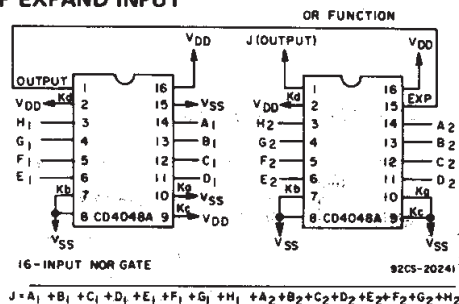 EXPAND INPUT
OR FUNCTION
VDD
J (OUTPUT)
VDD
OUTPUT
1
16
1
16
EXP
VDD
Kd
2
15
VSS
VDD
Kd
2
15
H1
3
14
A1
H2
3
14
A2
G1
4
13
B1
G2
4
13
B2
F1
5
12
C1
F2
5
12
C2
E1
6
11
D1
E2
6
11
D2
Kb
7
10
Ka
VSS
Kb
7
10
Ka
8
CD4048A
9
Kc
VDD
8
CD4048A
9
Kc
VSS
VSS
VSS
16-INPUT NOR GATE
92CS-20241
J=A1+B1+C1+D1+E1+F1+G1+H1+A2+B2+C2+D2+E2+F2+G2+H2